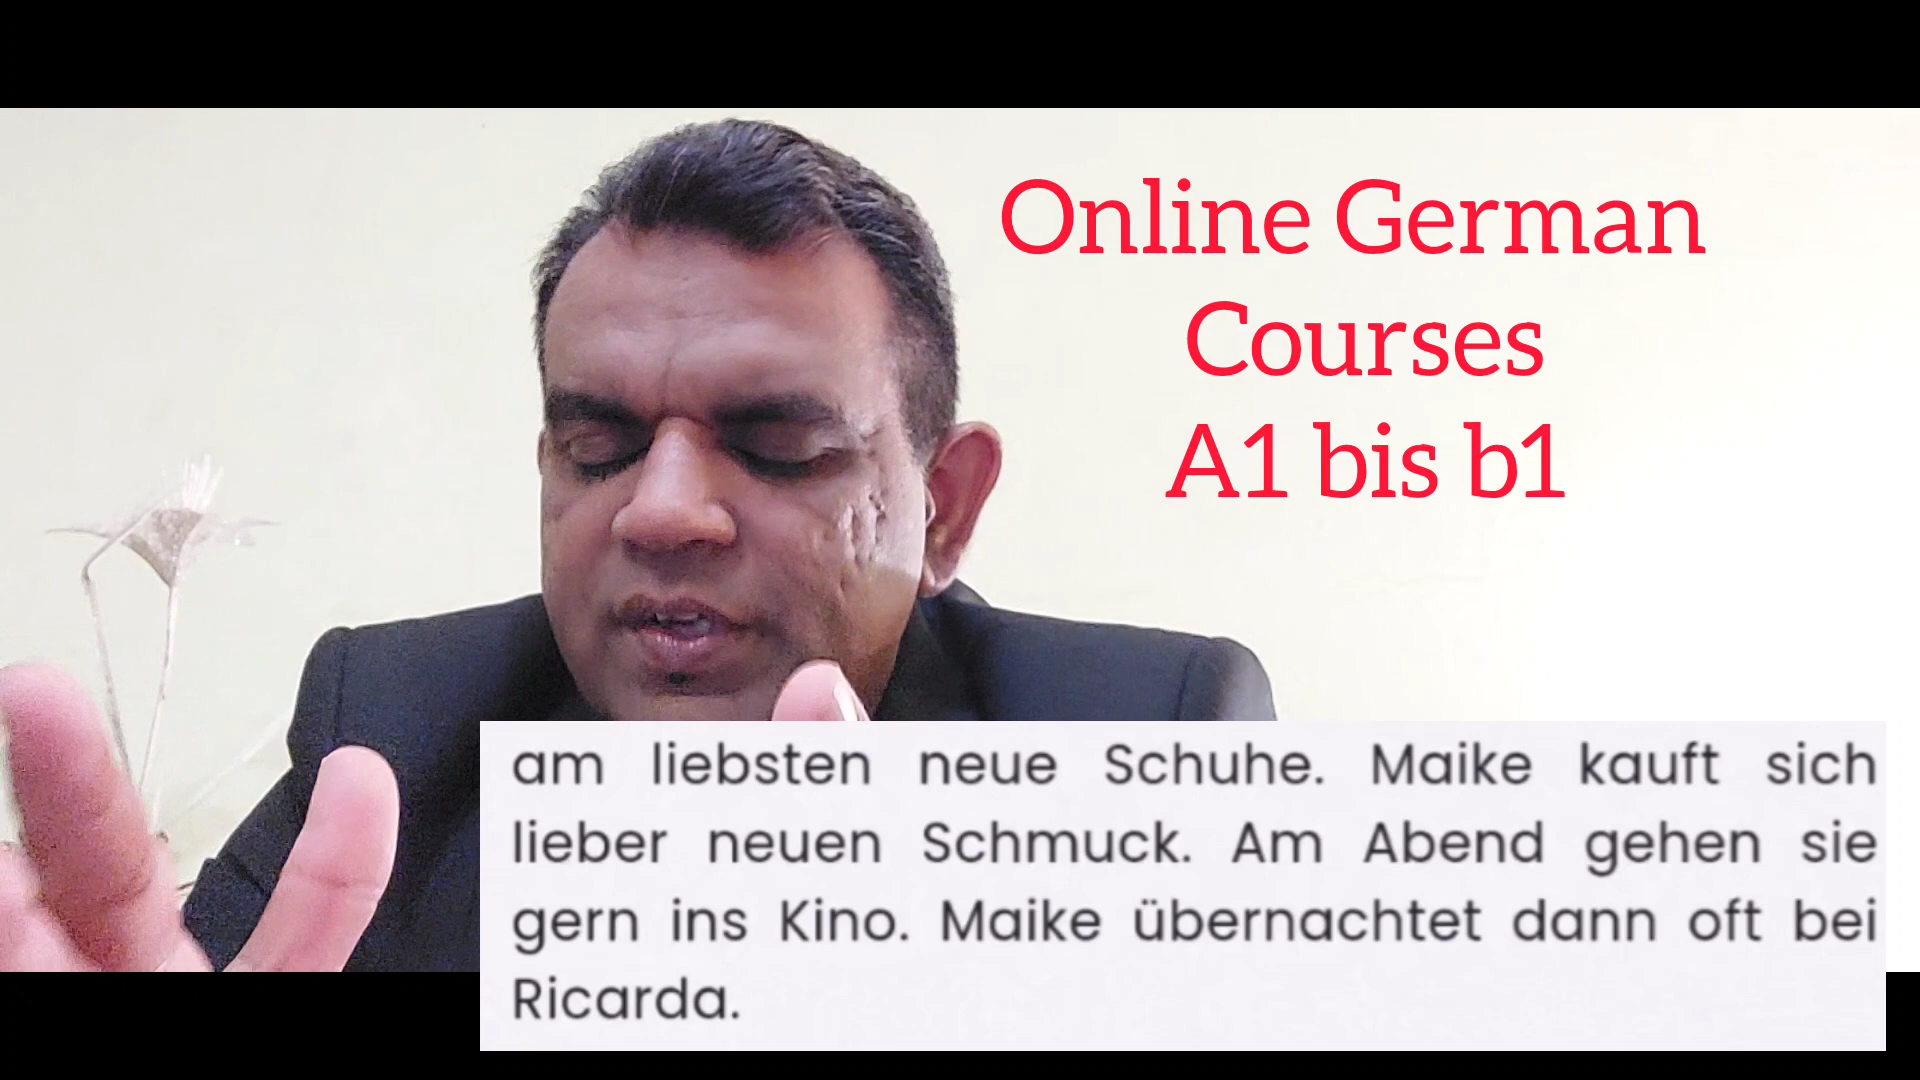 Online German
Courses
A1 bis b1
am liebsten neue Schuhe. Maike kauft sich
lieber neuen Schmuck. Am Abend gehen sie
gern ins Kino. Maike übernachtet dann oft bei
Ricarda.